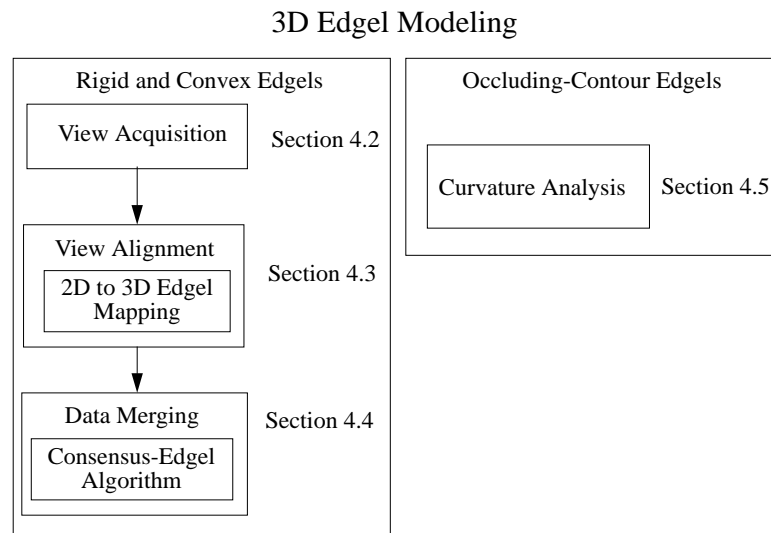 3D Edgel Modeling
Rigid and Convex Edgels
View Acquisition
Section 4.2
View Alignment
2D to 3D Edgel
Mapping
Section 4.3
Data Merging
Section 4.4
Consensus-Edgel
Algorithm
Occluding-Contour Edgels
Curvature Analysis
Section 4.5